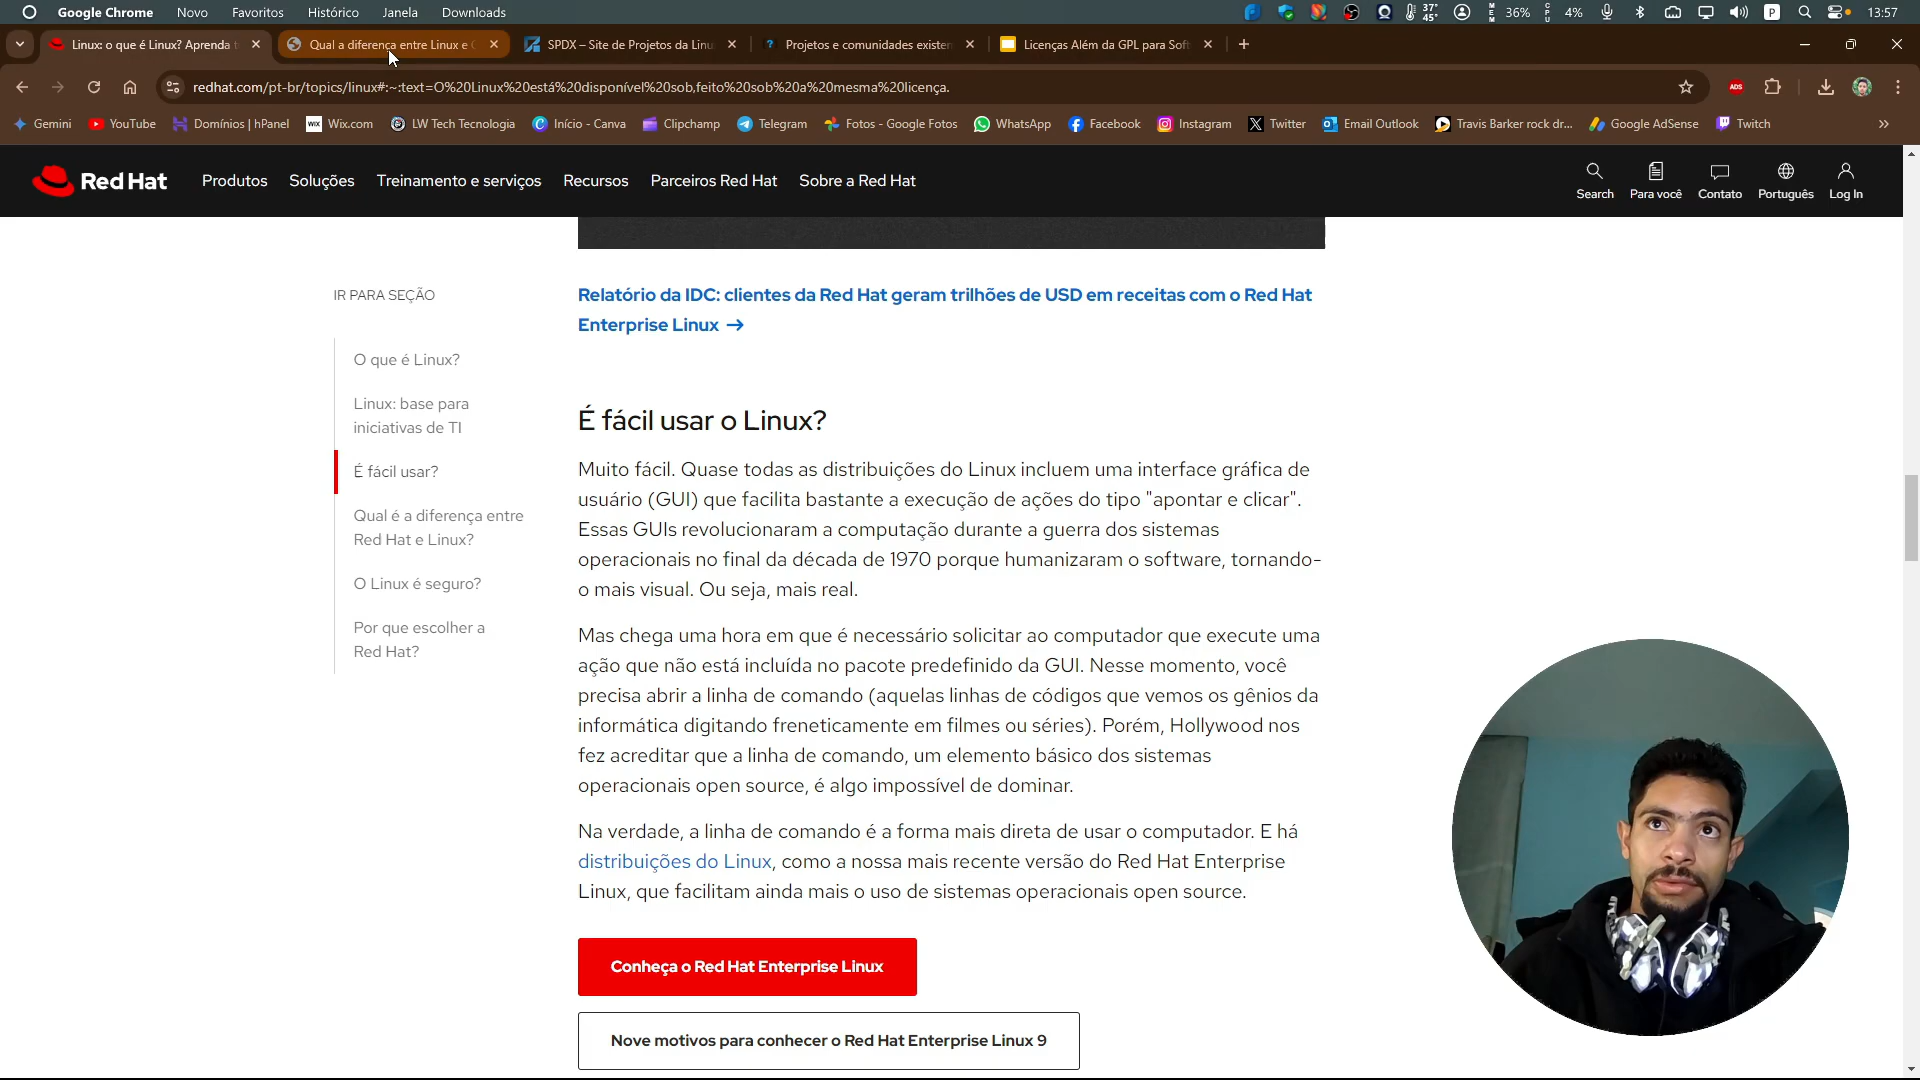 Google Chrome Novo Favoritos Histórico Janela Downloads
37° 45° MEM 36% CPU 4% P 13:57
Linux: o que é Linux? Aprenda
Qual a diferença entre Linux e
SPDX – Site de Projetos da Linu
Projetos e comunidades existen
Licenças Além da GPL para Soft
redhat.com/pt-br/topics/linux#:~:text=O%20Linux%20está%20disponível%20sob,feito%20sob%20a%20mesma%20licença.
ADS
Gemini YouTube Domínios | hPanel WIX Wix.com LW Tech Tecnologia Início - Canva Clipchamp Telegram Fotos - Google Fotos WhatsApp Facebook Instagram Twitter Email Outlook Travis Barker rock dr... Google AdSense Twitch
Red Hat Produtos Soluções Treinamento e serviços Recursos Parceiros Red Hat Sobre a Red Hat
Search Para você Contato Português Log In
IR PARA SEÇÃO
O que é Linux?
Linux: base para
iniciativas de TI
É fácil usar?
Qual é a diferença entre
Red Hat e Linux?
O Linux é seguro?
Por que escolher a
Red Hat?
Relatório da IDC: clientes da Red Hat geram trilhões de USD em receitas com o Red Hat
Enterprise Linux →
É fácil usar o Linux?
Muito fácil. Quase todas as distribuições do Linux incluem uma interface gráfica de
usuário (GUI) que facilita bastante a execução de ações do tipo "apontar e clicar".
Essas GUIs revolucionaram a computação durante a guerra dos sistemas
operacionais no final da década de 1970 porque humanizaram o software, tornando-
o mais visual. Ou seja, mais real.
Mas chega uma hora em que é necessário solicitar ao computador que execute uma
ação que não está incluída no pacote predefinido da GUI. Nesse momento, você
precisa abrir a linha de comando (aquelas linhas de códigos que vemos os gênios da
informática digitando freneticamente em filmes ou séries). Porém, Hollywood nos
fez acreditar que a linha de comando, um elemento básico dos sistemas
operacionais open source, é algo impossível de dominar.
Na verdade, a linha de comando é a forma mais direta de usar o computador. E há
distribuições do Linux, como a nossa mais recente versão do Red Hat Enterprise
Linux, que facilitam ainda mais o uso de sistemas operacionais open source.
Conheça o Red Hat Enterprise Linux
Nove motivos para conhecer o Red Hat Enterprise Linux 9